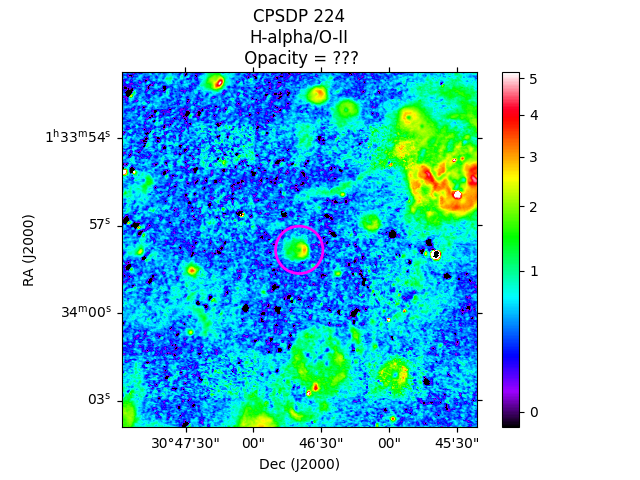 CPSDP 224
H-alpha/O-II
Opacity = ???
RA (J2000)
1ʰ33ᵐ54ˢ
57ˢ
34ᵐ00ˢ
03ˢ
30°47'30" 00" 46'30" 00" 45'30"
Dec (J2000)
5
4
3
2
1
0